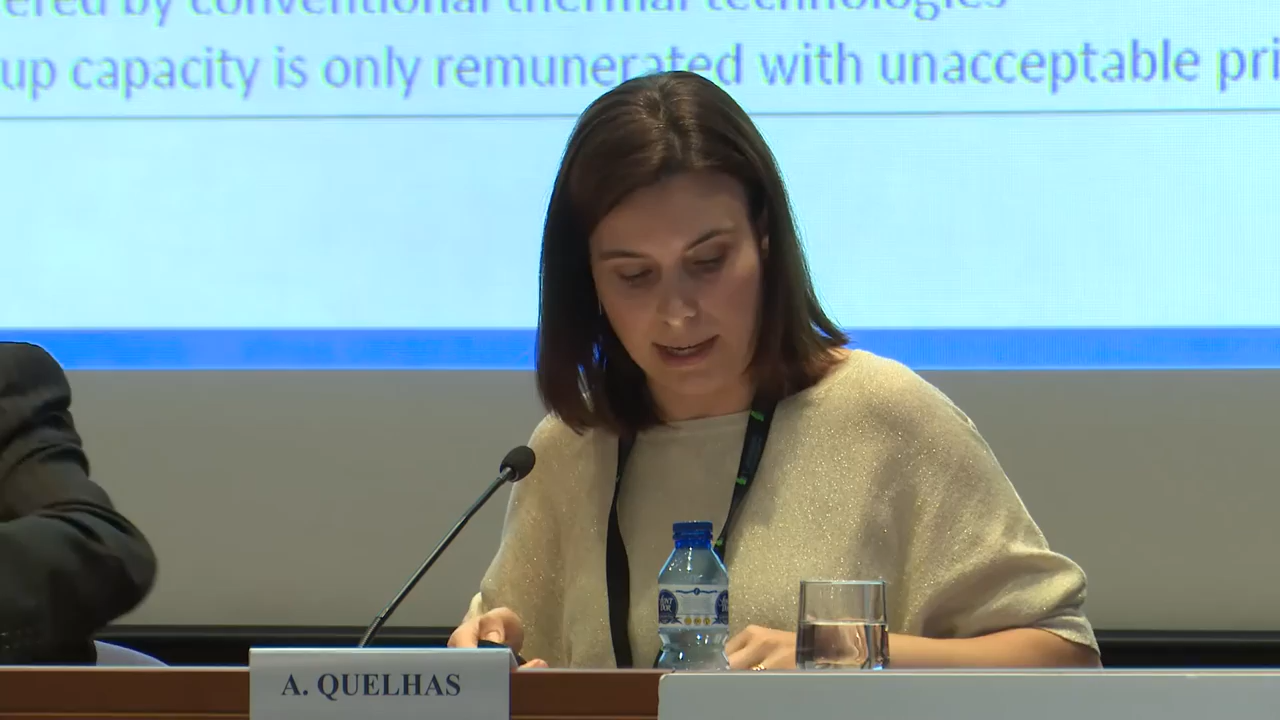 ered by conventional thermal technologies
up capacity is only remunerated with unacceptable pri
A. QUELHAS